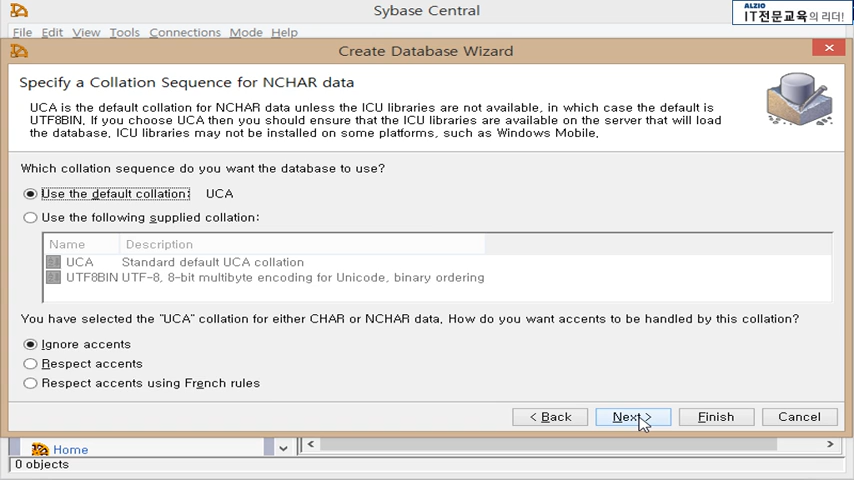 Sybase Central
ALZIO
IT전문교육의 리더!
File Edit View Tools Connections Mode Help
Create Database Wizard
Specify a Collation Sequence for NCHAR data
UCA is the default collation for NCHAR data unless the ICU libraries are not available, in which case the default is
UTF8BIN. If you choose UCA then you should ensure that the ICU libraries are available on the server that will load
the database. ICU libraries may not be installed on some platforms, such as Windows Mobile.
Which collation sequence do you want the database to use?
Use the default collation: UCA
Use the following supplied collation:
Name Description
UCA Standard default UCA collation
UTF8BIN UTF-8, 8-bit multibyte encoding for Unicode, binary ordering
You have selected the "UCA" collation for either CHAR or NCHAR data. How do you want accents to be handled by this collation?
Ignore accents
Respect accents
Respect accents using French rules
< Back Next > Finish Cancel
Home
0 objects